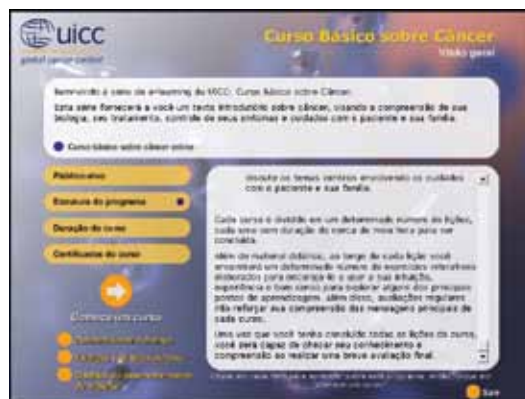 uicc
global cancer control
Curso Básico sobre Câncer
Visão geral
Bem-vindo à série de e-learning da UICC: Curso Básico sobre Câncer.
Esta série fornecerá a você um texto introdutório sobre câncer, visando a compreensão de sua
biologia, seu tratamento, controle de seus sintomas e cuidados com o paciente e sua família.
Curso básico sobre câncer online
Público-alvo
Estrutura do programa
Duração do curso
Certificados do curso
Comece um curso
discute os temas centrais envolvendo os cuidados
com o paciente e sua família.
Cada curso é dividido em um determinado número de lições,
cada uma com duração de cerca de meia hora para ser
concluída.
Além de material didático, ao longo de cada lição você
encontrará um determinado número de exercícios interativos
elaborados para encorajá-lo a usar a sua intuição,
experiência e bom senso para explorar alguns dos principais
pontos de aprendizagem. Além disso, avaliações regulares
irão reforçar sua compreensão das mensagens principais de
cada curso.
Uma vez que você tenha concluído todas as lições do curso,
você será capaz de checar seu conhecimento e
compreensão ao realizar uma breve avaliação final.
Sair